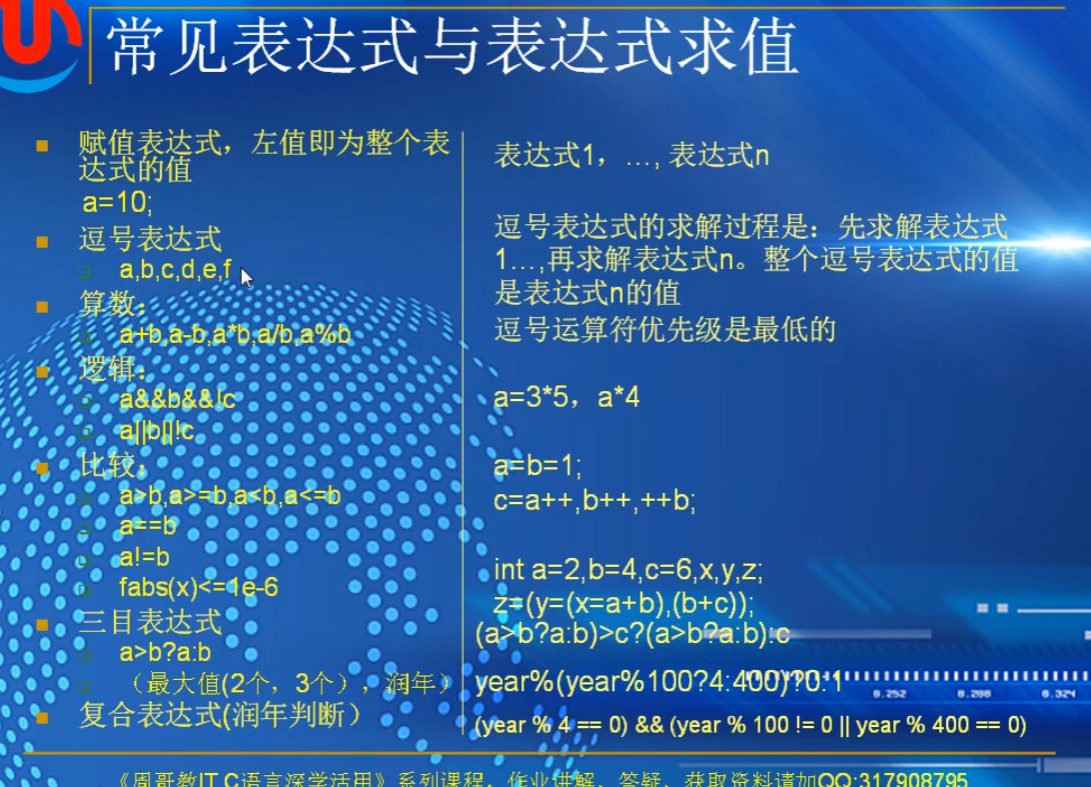 常见表达式与表达式求值
赋值表达式，左值即为整个表
达式的值
a=10;
逗号表达式
a,b,c,d,e,f
算数：
a+b,a-b,a*b,a/b,a%b
逻辑：
a&&b&&!c
a||b||!c
比较：
a>b,a>=b,a<b,a<=b
a==b
a!=b
fabs(x)<=1e-6
三目表达式
a>b?a:b
（最大值(2个，3个），润年）
复合表达式(润年判断）
表达式1，…, 表达式n
逗号表达式的求解过程是：先求解表达式
1…,再求解表达式n。整个逗号表达式的值
是表达式n的值
逗号运算符优先级是最低的
a=3*5，a*4
a=b=1;
c=a++,b++,++b;
int a=2,b=4,c=6,x,y,z;
z=(y=(x=a+b),(b+c));
(a>b?a:b)>c?(a>b?a:b):c
year%(year%100?4:400)?0:1
(year % 4 == 0) && (year % 100 != 0 || year % 400 == 0)
0.252 0.288 0.324
《周哥教IT C语言深学活用》系列课程，作业讲解、答疑、获取资料请加QQ:317908795